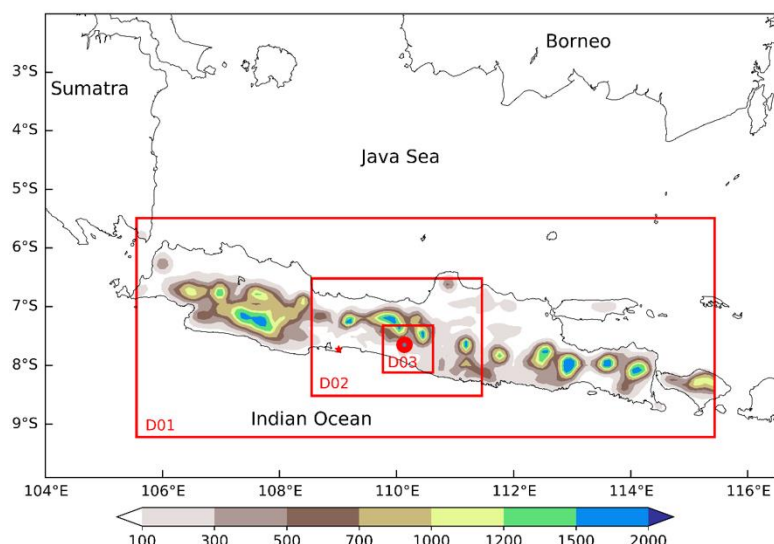 Borneo
3°S
Sumatra
4°S
Java Sea
5°S
6°S
7°S
8°S
D03
D02
9°S
D01
Indian Ocean
104°E 106°E 108°E 110°E 112°E 114°E 116°E
100 300 500 700 1000 1200 1500 2000